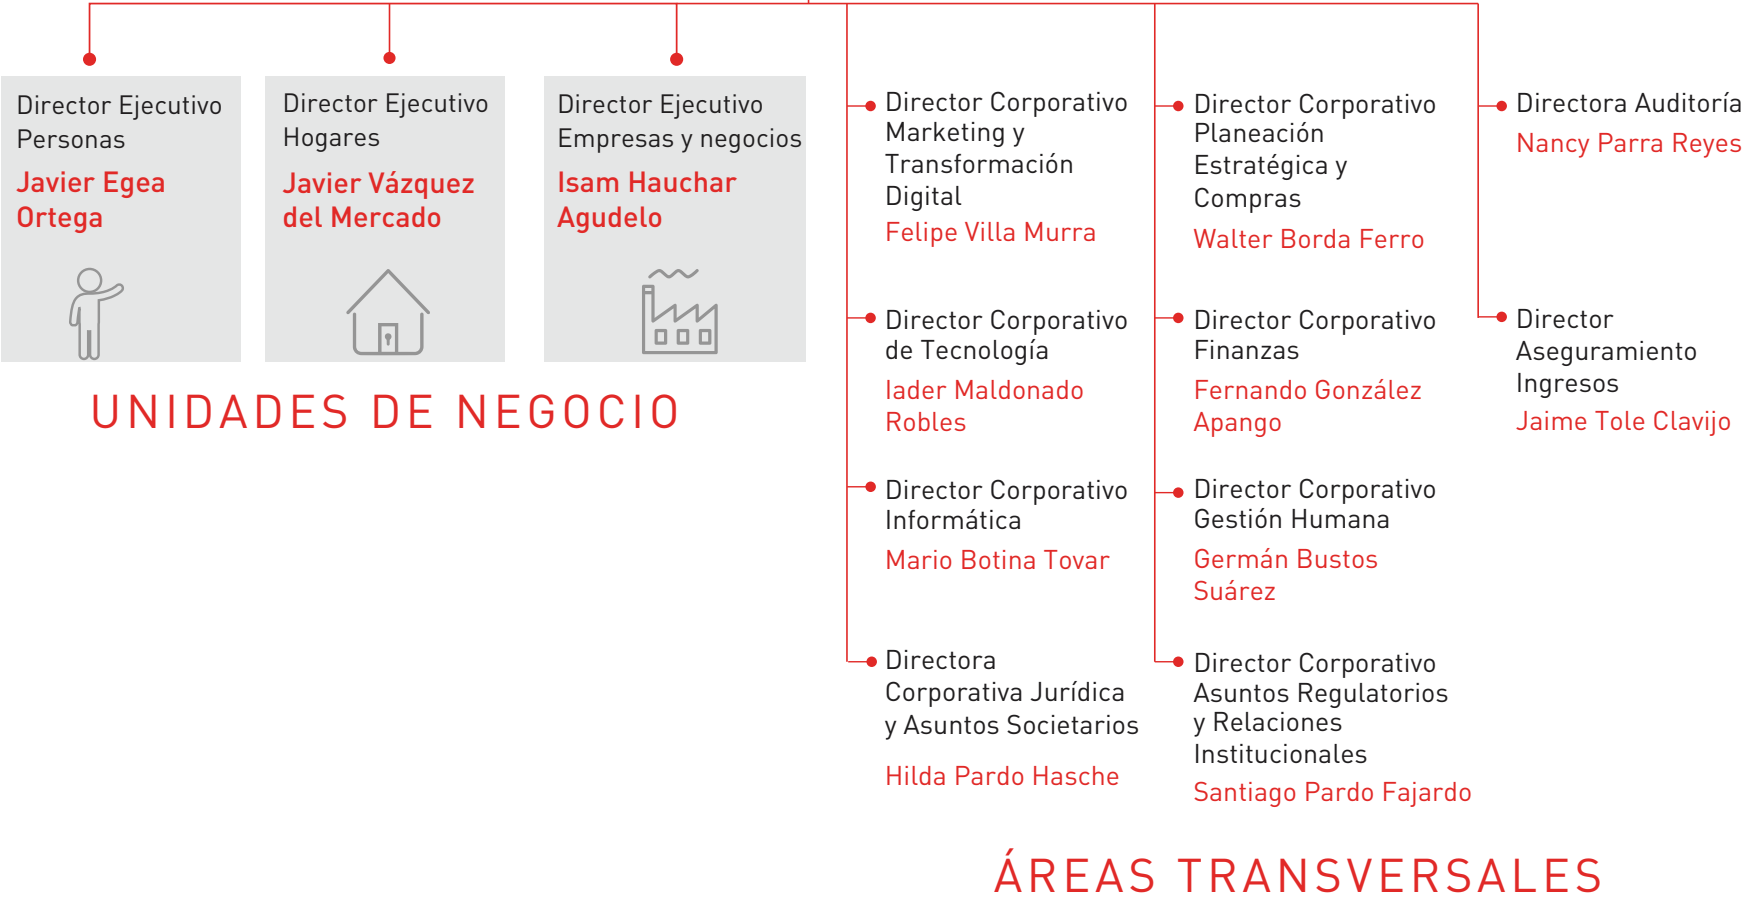 Director Ejecutivo
Personas
Javier Egea
Ortega
Director Ejecutivo
Hogares
Javier Vázquez
del Mercado
Director Ejecutivo
Empresas y negocios
Isam Hauchar
Agudelo
UNIDADES DE NEGOCIO
Director Corporativo
Marketing y
Transformación
Digital
Felipe Villa Murra
Director Corporativo
de Tecnología
Iader Maldonado
Robles
Director Corporativo
Informática
Mario Botina Tovar
Directora
Corporativa Jurídica
y Asuntos Societarios
Hilda Pardo Hasche
Director Corporativo
Planeación
Estratégica y
Compras
Walter Borda Ferro
Director Corporativo
Finanzas
Fernando González
Apango
Director Corporativo
Gestión Humana
Germán Bustos
Suárez
Director Corporativo
Asuntos Regulatorios
y Relaciones
Institucionales
Santiago Pardo Fajardo
Directora Auditoría
Nancy Parra Reyes
Director
Aseguramiento
Ingresos
Jaime Tole Clavijo
ÁREAS TRANSVERSALES